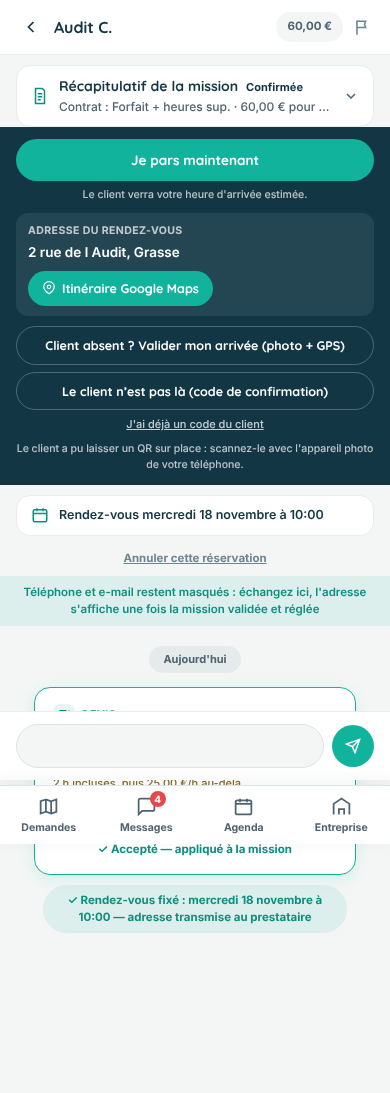 Audit C.
60,00 €
Récapitulatif de la mission Confirmée
Contrat : Forfait + heures sup. · 60,00 € pour ...
Je pars maintenant
Le client verra votre heure d'arrivée estimée.
ADRESSE DU RENDEZ-VOUS
2 rue de l Audit, Grasse
Itinéraire Google Maps
Client absent ? Valider mon arrivée (photo + GPS)
Le client n'est pas là (code de confirmation)
J'ai déjà un code du client
Le client a pu laisser un QR sur place : scannez-le avec l'appareil photo
de votre téléphone.
Rendez-vous mercredi 18 novembre à 10:00
Annuler cette réservation
Téléphone et e-mail restent masqués : échangez ici, l'adresse
s'affiche une fois la mission validée et réglée
Aujourd'hui
2 h incluses, puis 25,00 €/h au-delà
4
Demandes
Messages
Agenda
Entreprise
✓ Accepté — appliqué à la mission
✓ Rendez-vous fixé : mercredi 18 novembre à
10:00 — adresse transmise au prestataire